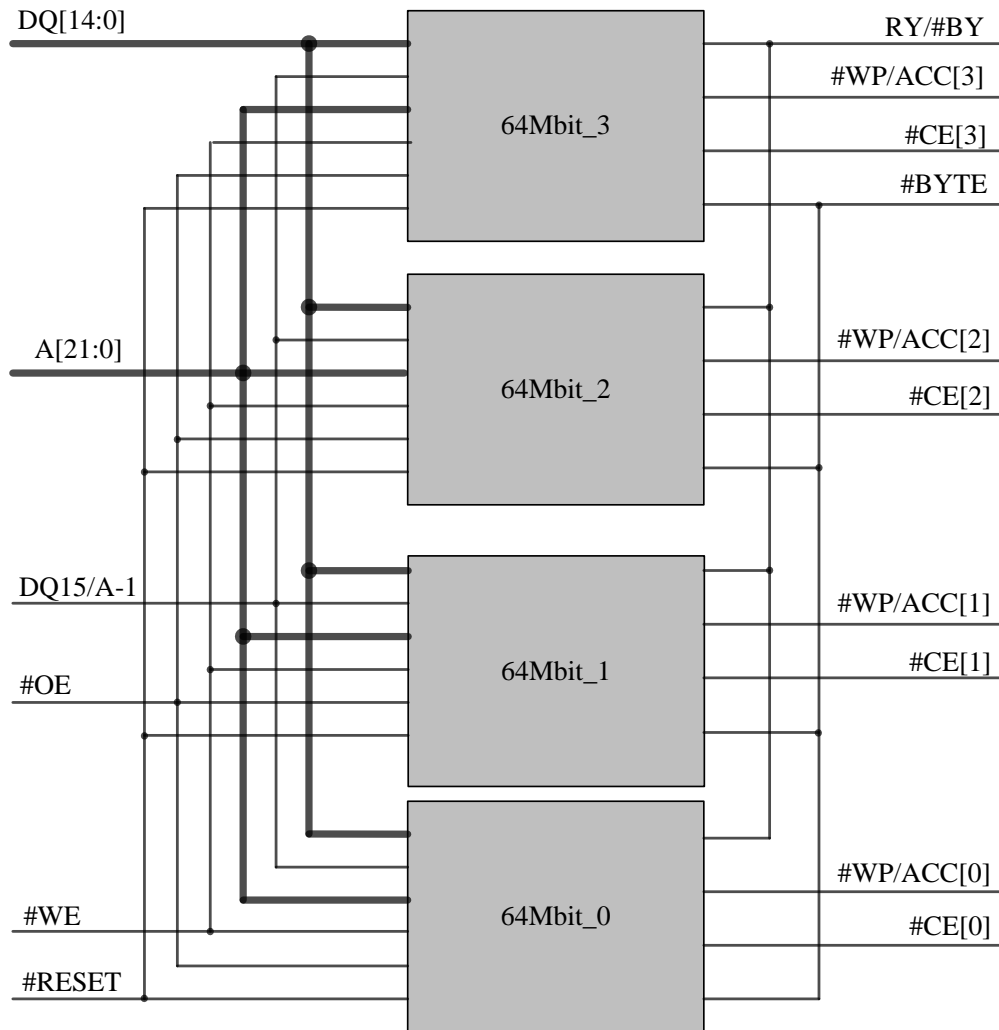 DQ[14:0]
RY/#BY
#WP/ACC[3]
64Mbit_3
#CE[3]
#BYTE
A[21:0]
#WP/ACC[2]
64Mbit_2
#CE[2]
DQ15/A-1
#WP/ACC[1]
64Mbit_1
#CE[1]
#OE
#WP/ACC[0]
#WE
64Mbit_0
#CE[0]
#RESET